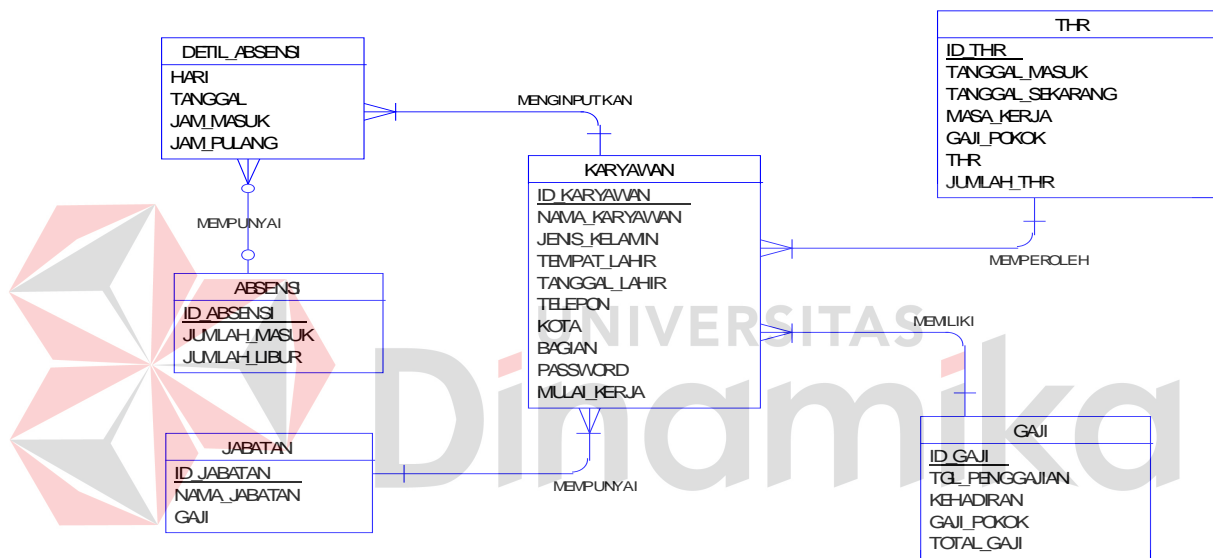 DETIL_ABSENSI
HARI
TANGGAL
JAM_MASUK
JAM_PULANG
MENGINPUTKAN
THR
ID_THR
TANGGAL_MASUK
TANGGAL_SEKARANG
MASA_KERJA
GAJI_POKOK
THR
JUMLAH_THR
KARYAWAN
ID_KARYAWAN
NAMA_KARYAWAN
JENIS_KELAMIN
TEMPAT_LAHIR
TANGGAL_LAHIR
TELEPON
KOTA
BAGIAN
PASSWORD
MULAI_KERJA
MEMPUNYAI
MEMPEROLEH
ABSENSI
ID_ABSENSI
JUMLAH_MASUK
JUMLAH_LIBUR
MEMILIKI
UNIVERSITAS
Dinamika
JABATAN
ID_JABATAN
NAMA_JABATAN
GAJI
MEMPUNYAI
GAJI
ID_GAJI
TGL_PENGGAJIAN
KEHADIRAN
GAJI_POKOK
TOTAL_GAJI